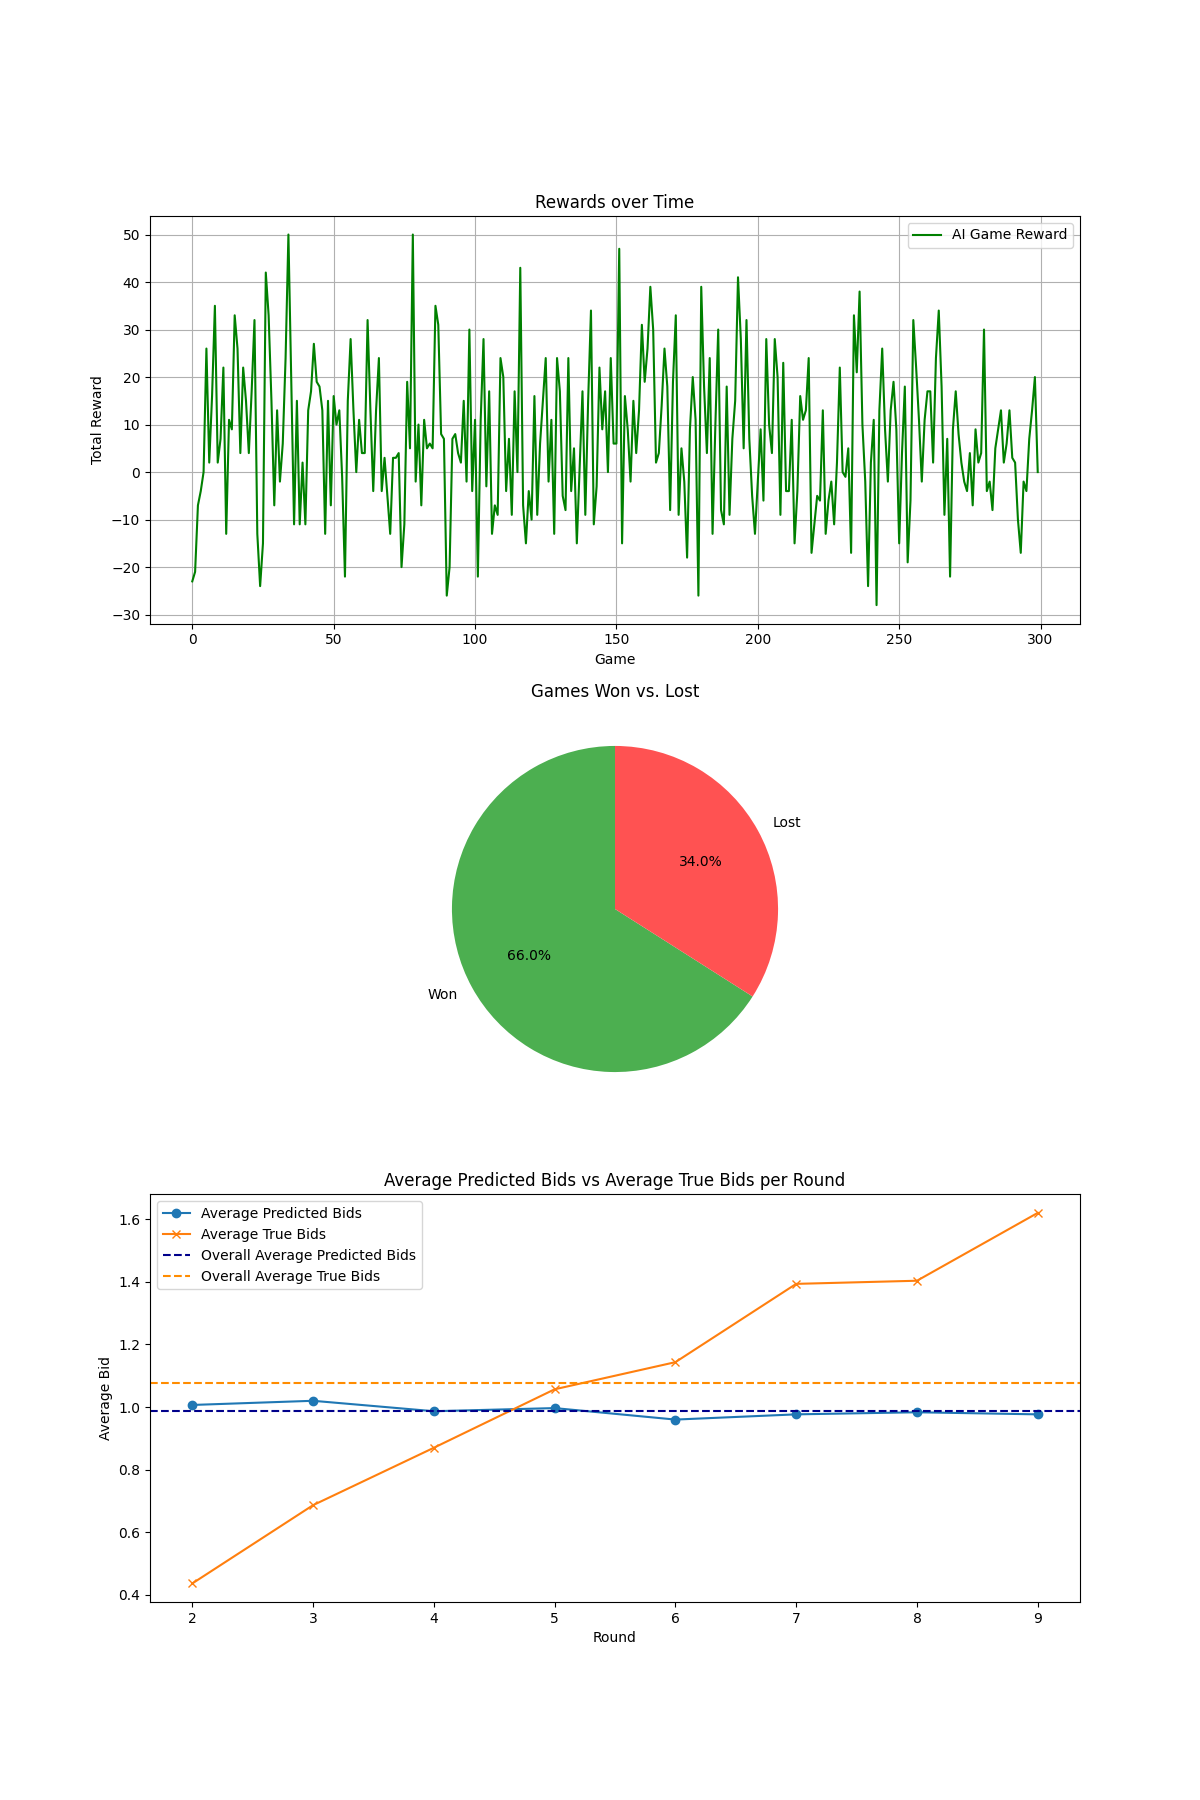 Rewards over Time
AI Game Reward
Total Reward
50
40
30
20
10
0
−10
−20
−30
0 50 100 150 200 250 300
Game
Games Won vs. Lost
Lost
34.0%
66.0%
Won
Average Predicted Bids vs Average True Bids per Round
Average Predicted Bids
Average True Bids
Overall Average Predicted Bids
Overall Average True Bids
Average Bid
1.6
1.4
1.2
1.0
0.8
0.6
0.4
2 3 4 5 6 7 8 9
Round